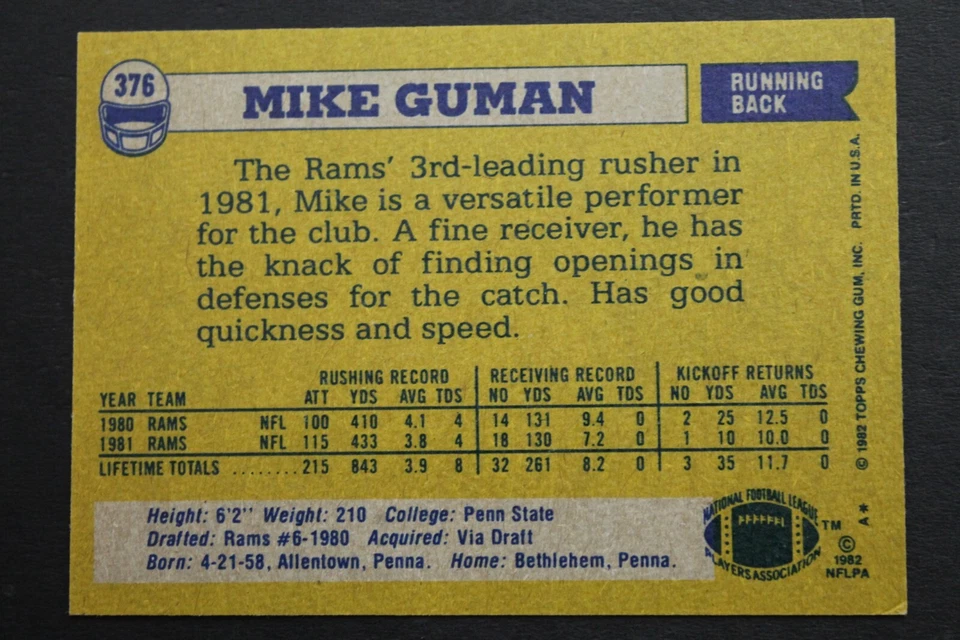 376
MIKE GUMAN
RUNNING
BACK
The Rams' 3rd-leading rusher in
1981, Mike is a versatile performer
for the club. A fine receiver, he has
the knack of finding openings in
defenses for the catch. Has good
quickness and speed.
RUSHING RECORD RECEIVING RECORD KICKOFF RETURNS
YEAR TEAM ATT YDS AVG TDS NO YDS AVG TDS NO YDS AVG TDS
1980 RAMS NFL 100 410 4.1 4 14 131 9.4 0 2 25 12.5 0
1981 RAMS NFL 115 433 3.8 4 18 130 7.2 0 1 10 10.0 0
LIFETIME TOTALS ........ 215 843 3.9 8 32 261 8.2 0 3 35 11.7 0
Height: 6'2" Weight: 210 College: Penn State
Drafted: Rams #6-1980 Acquired: Via Draft
Born: 4-21-58, Allentown, Penna. Home: Bethlehem, Penna.
NATIONAL FOOTBALL LEAGUE
PLAYERS ASSOCIATION
TM
©
1982
NFLPA
A*
© 1982 TOPPS CHEWING GUM, INC. PRTD. IN U.S.A.